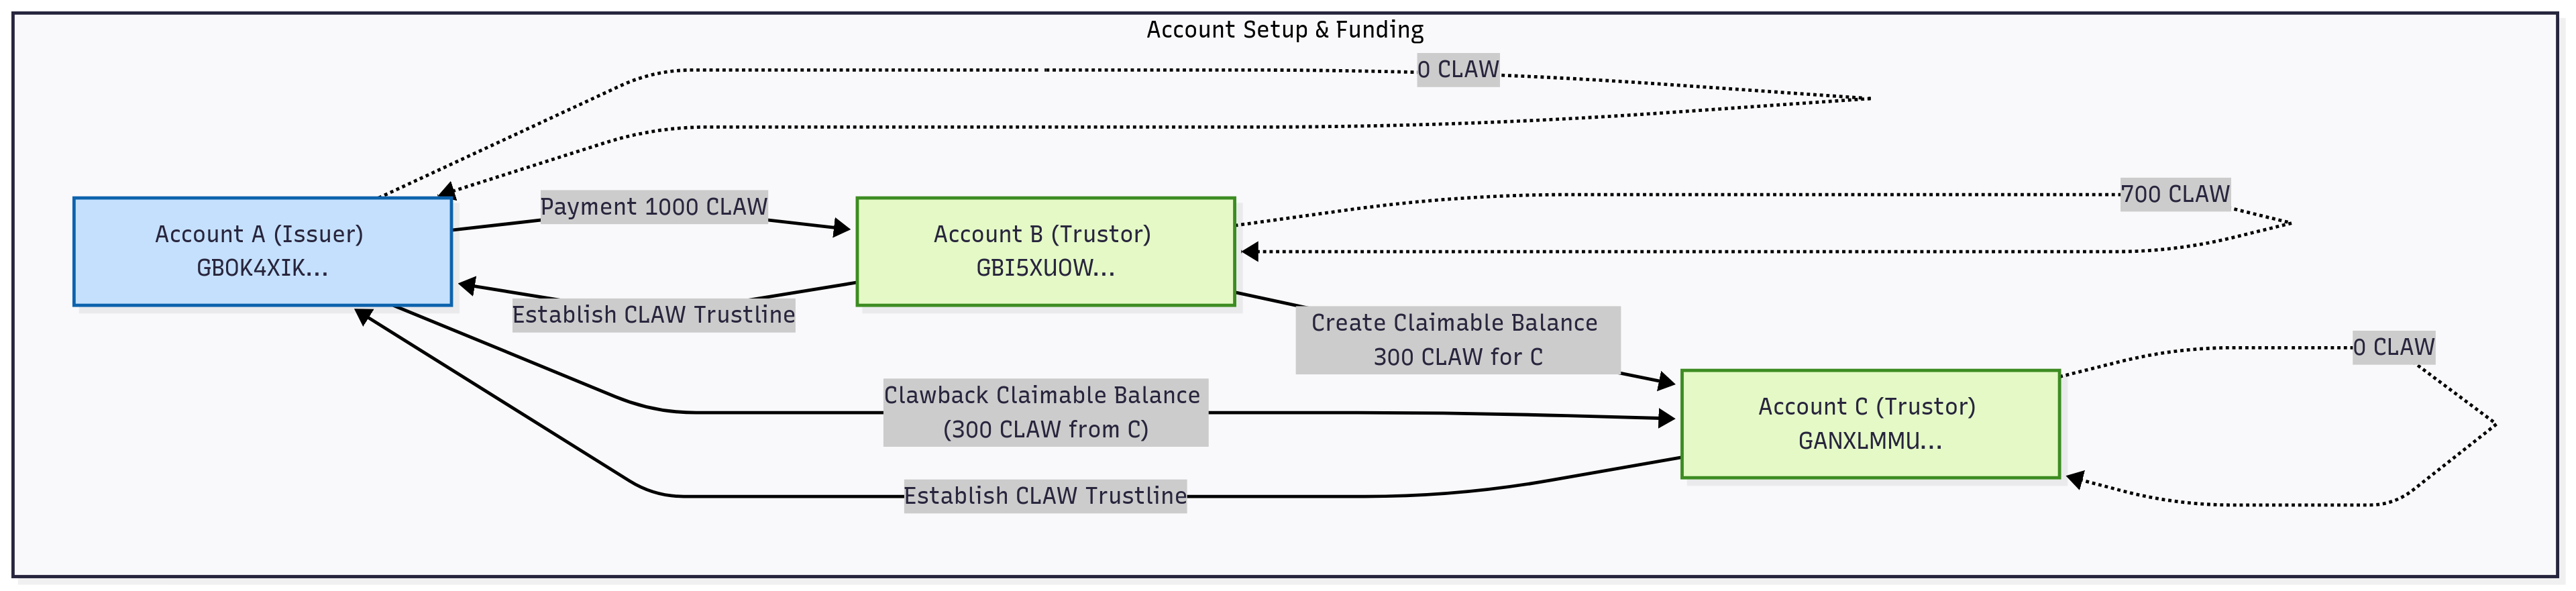 Account Setup & Funding
0 CLAW
Payment 1000 CLAW
700 CLAW
Account A (Issuer)
GBOK4XIK...
Account B (Trustor)
GBI5XUOW...
Establish CLAW Trustline
Create Claimable Balance
300 CLAW for C
0 CLAW
Clawback Claimable Balance
(300 CLAW from C)
Account C (Trustor)
GANXLMMU...
Establish CLAW Trustline